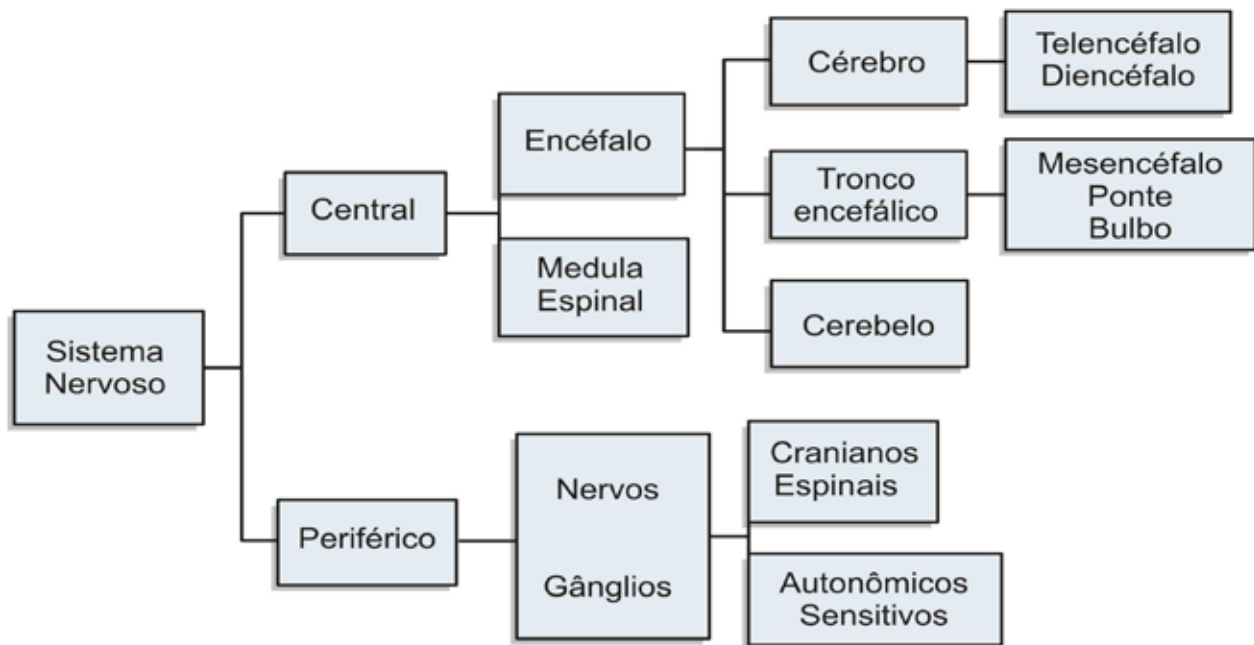 Sistema
Nervoso
Central
Encéfalo
Cérebro
Telencéfalo
Diencéfalo
Tronco
encefálico
Mesencéfalo
Ponte
Bulbo
Cerebelo
Medula
Espinal
Periférico
Nervos
Gânglios
Cranianos
Espinais
Autonômicos
Sensitivos